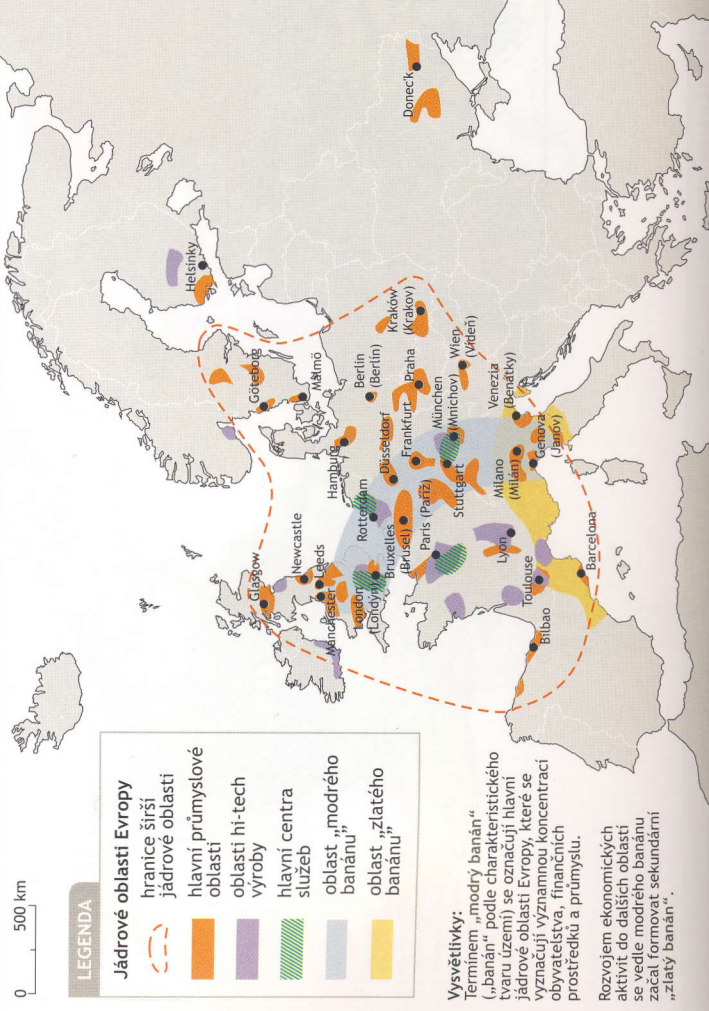 0
500 km
LEGENDA
Jádrové oblasti Evropy
hranice širší
jádrové oblasti
hlavní průmyslové
oblasti
oblasti hi-tech
výroby
hlavní centra
služeb
oblast „modrého
banánu”
oblast „zlatého
banánu”
Vysvětlivky:
Termínem „modrý banán“
(„banán“ podle charakteristického
tvaru území) se označují hlavní
jádrové oblasti Evropy, které se
vyznačují významnou koncentrací
obyvatelstva, finančních
prostředků a průmyslu.
Rozvojem ekonomických
aktivit do dalších oblastí
se vedle modrého banánu
začal formovat sekundární
„zlatý banán“.
Glasgow
Newcastle
Leeds
Manchester
London
(Londýn)
Rotterdam
Bruxelles
(Brusel)
Paris (Paříž)
Lyon
Toulouse
Bilbao
Barcelona
Hamburg
Düsseldorf
Frankfurt
Stuttgart
München
(Mnichov)
Milano
(Milán)
Genova
(Janov)
Venezia
(Benátky)
Göteborg
Malmö
Berlin
(Berlín)
Praha
Wien
(Vídeň)
Kraków
(Krakov)
Helsinky
Donec'k